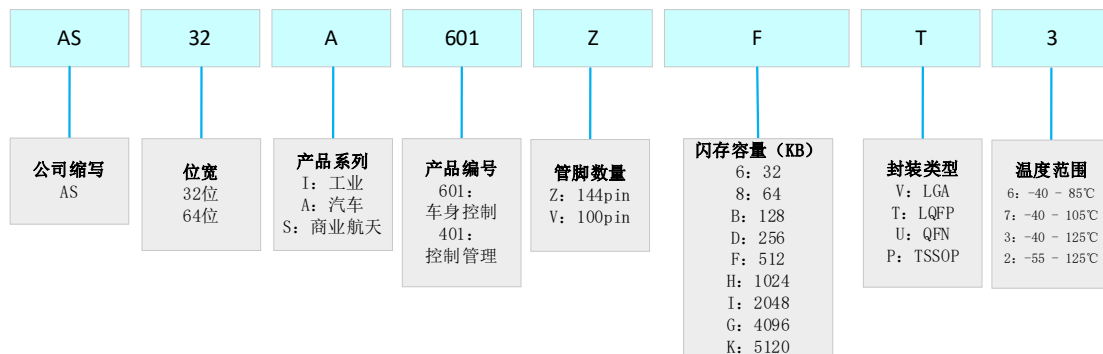 AS
32
A
601
Z
F
T
3
公司缩写
AS
位宽
32位
64位
产品系列
I: 工业
A: 汽车
S: 商业航天
产品编号
601:
车身控制
401:
控制管理
管脚数量
Z: 144pin
V: 100pin
闪存容量（KB）
6: 32
8: 64
B: 128
D: 256
F: 512
H: 1024
I: 2048
G: 4096
K: 5120
封装类型
V: LGA
T: LQFP
U: QFN
P: TSSOP
温度范围
6: -40 - 85℃
7: -40 - 105℃
3: -40 - 125℃
2: -55 - 125℃